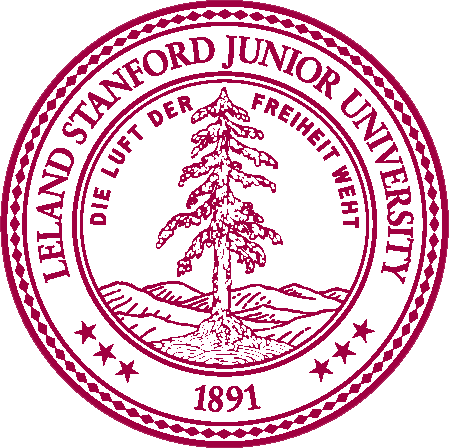 LELAND STANFORD JUNIOR UNIVERSITY
DIE LUFT DER FREIHEIT WEHT
1891